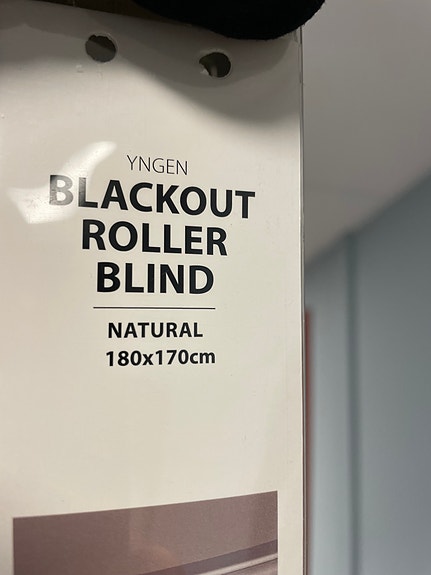 YNGEN
BLACKOUT
ROLLER
BLIND
NATURAL
180x170cm